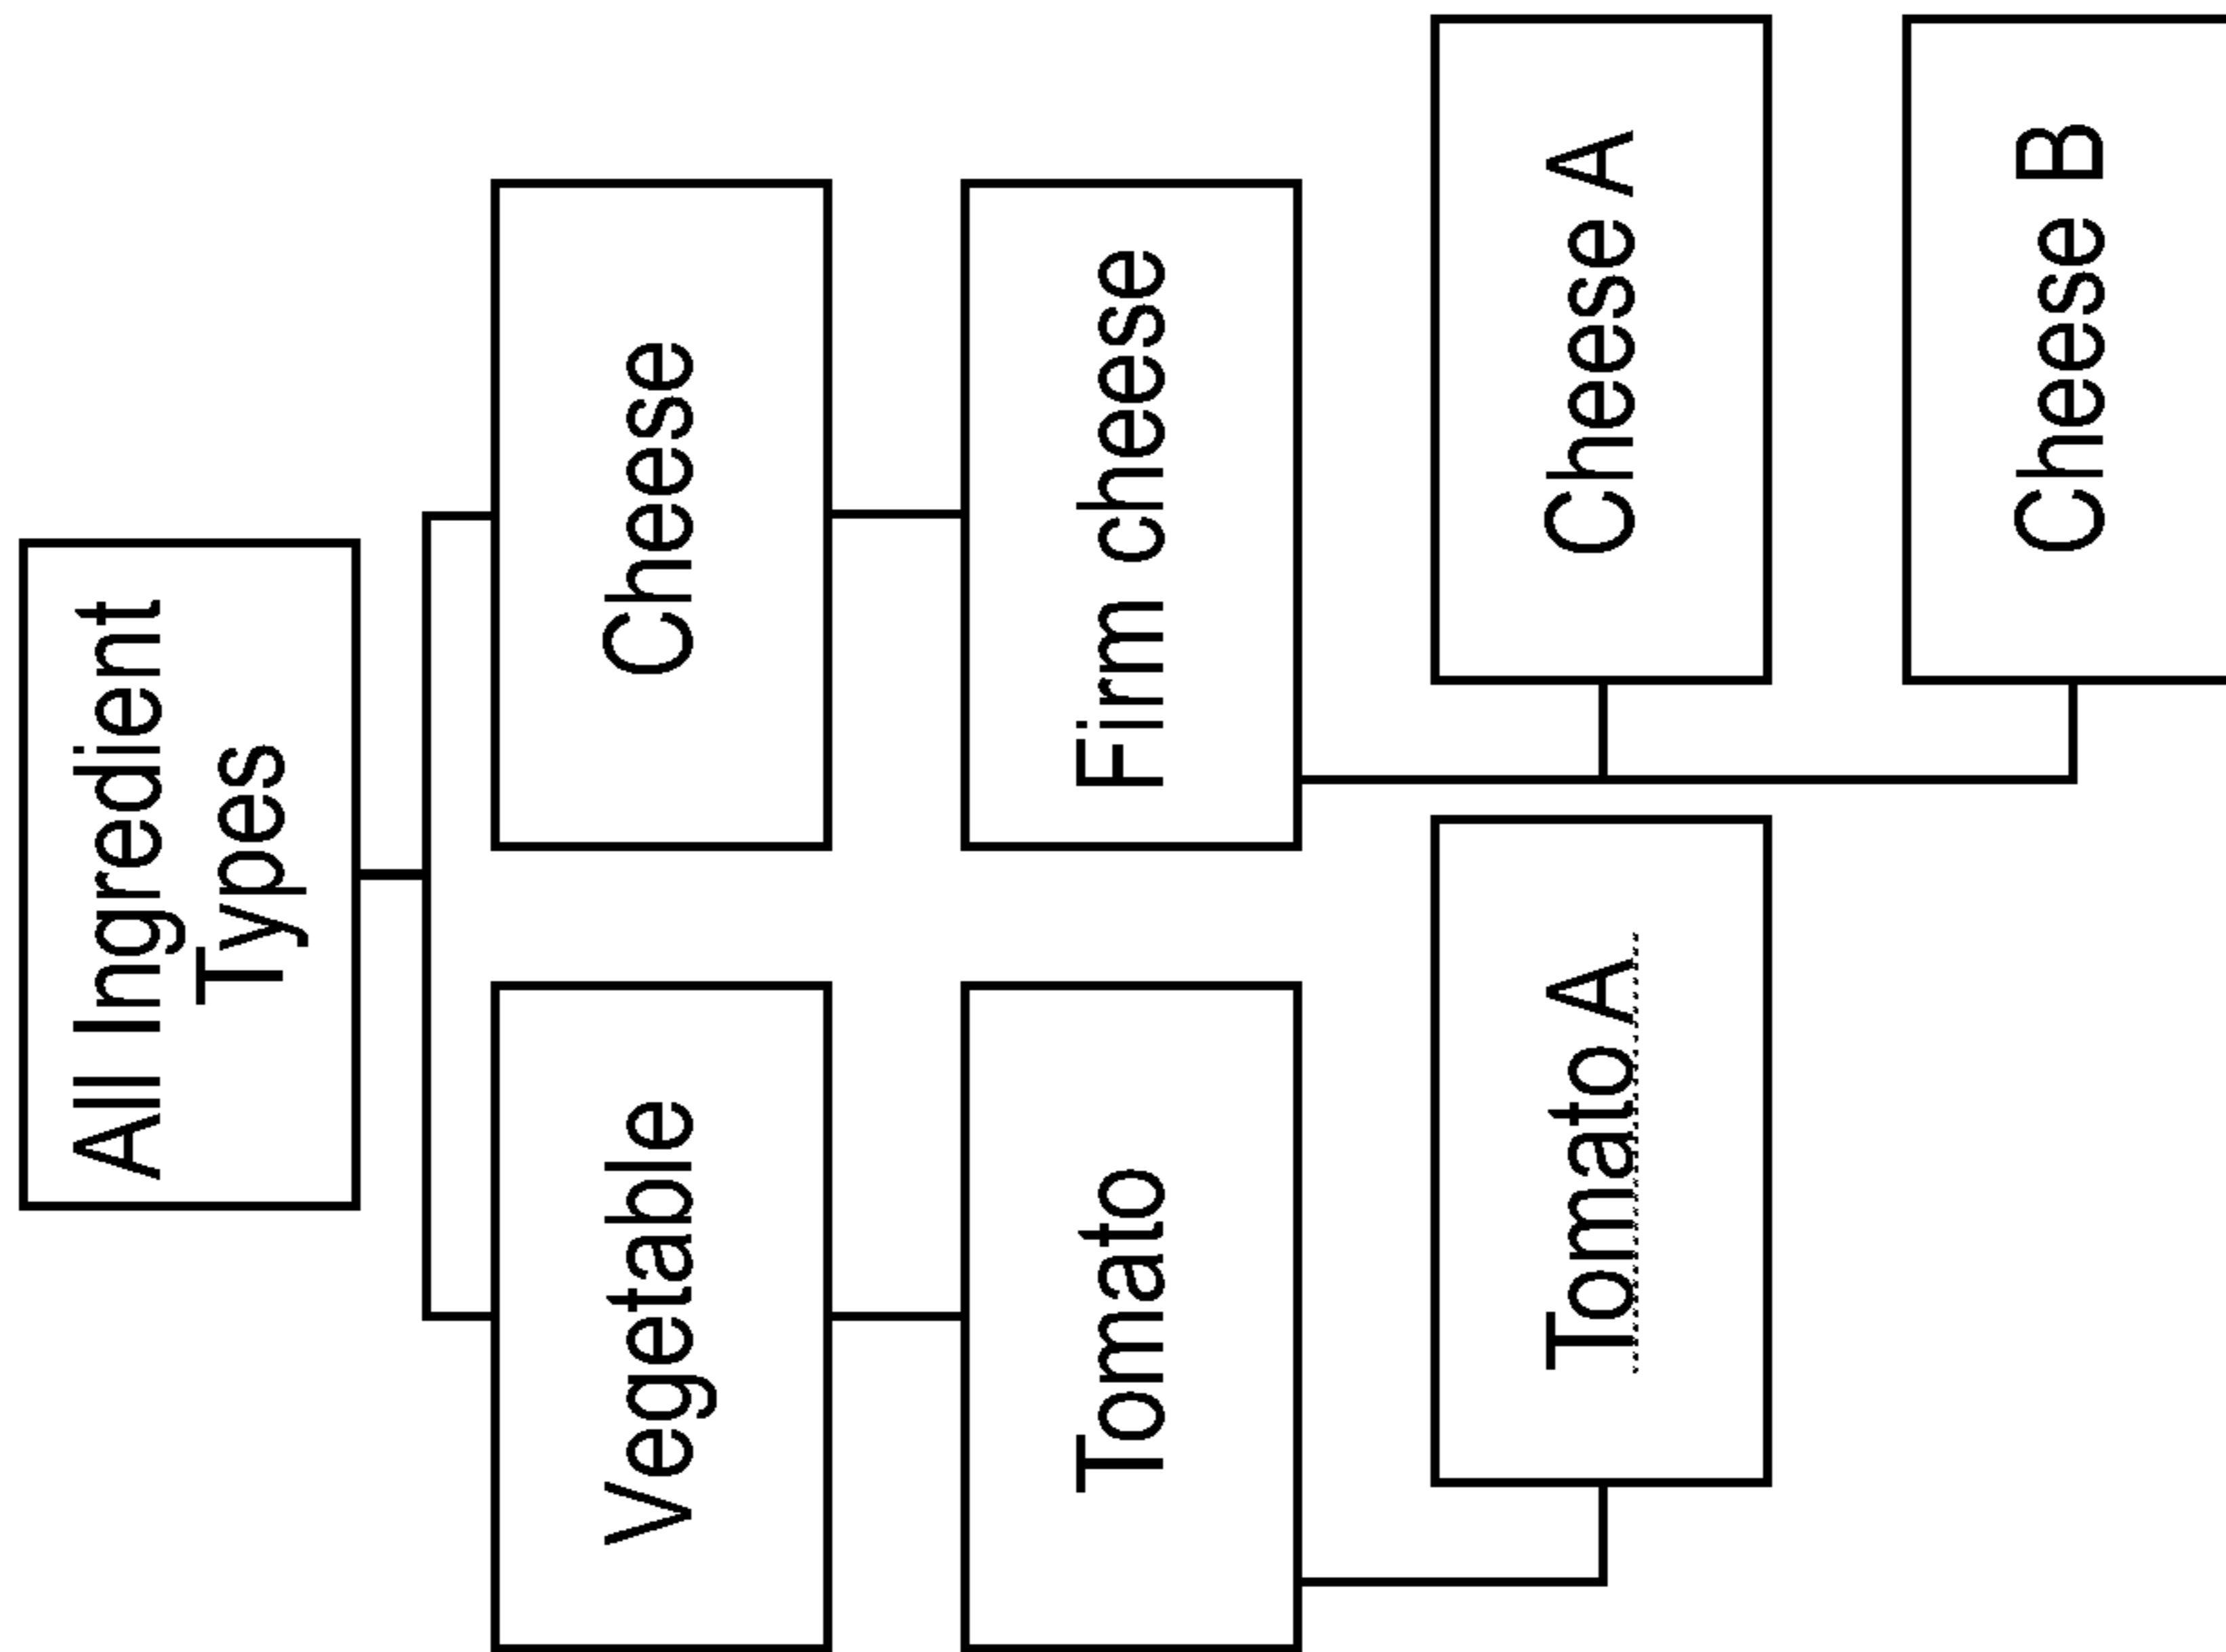 All Ingredient
Types
Vegetable
Cheese
Tomato
Firm cheese
Tomato A
Cheese A
Cheese B